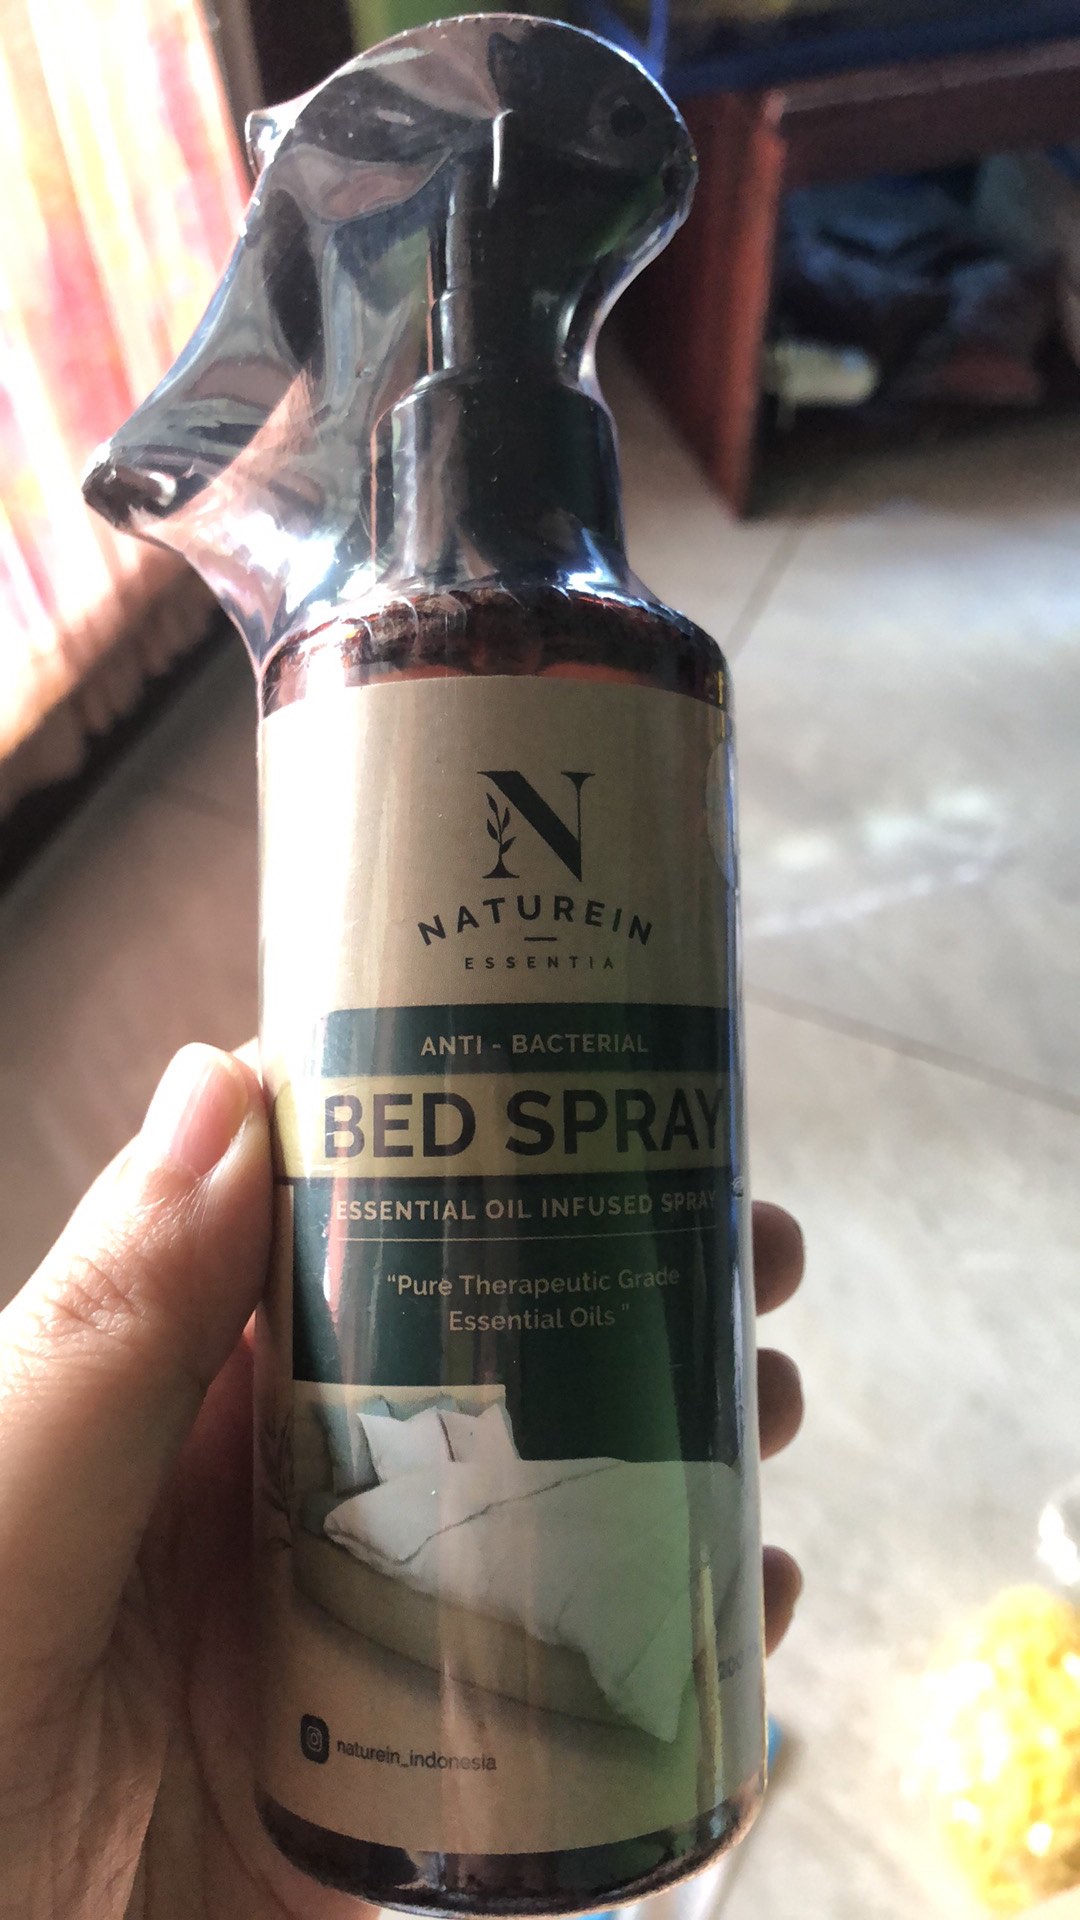 N
NATUREIN
ESSENTIA
ANTI - BACTERIAL
BED SPRAY
ESSENTIAL OIL INFUSED SPRAY
"Pure Therapeutic Grade
Essential Oils"
naturein_indonesia